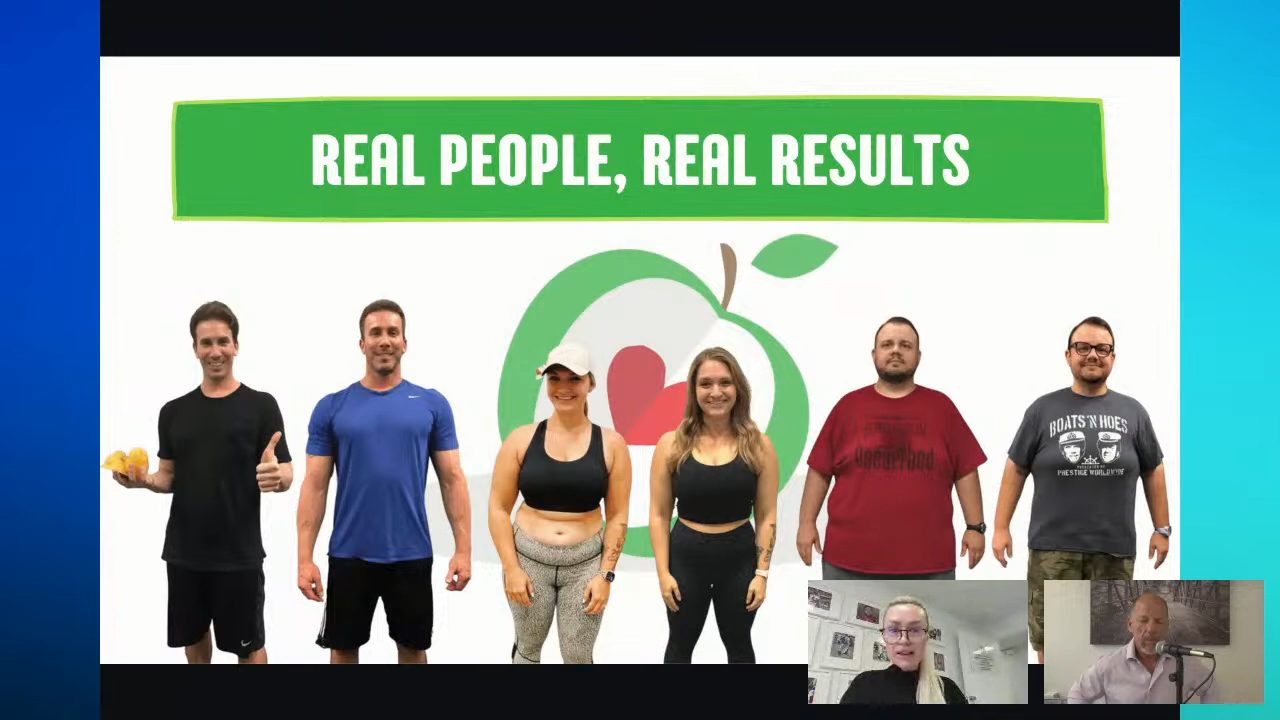 REAL PEOPLE, REAL RESULTS
BOATS 'N HOES
PRESTIGE WORLDWIDE